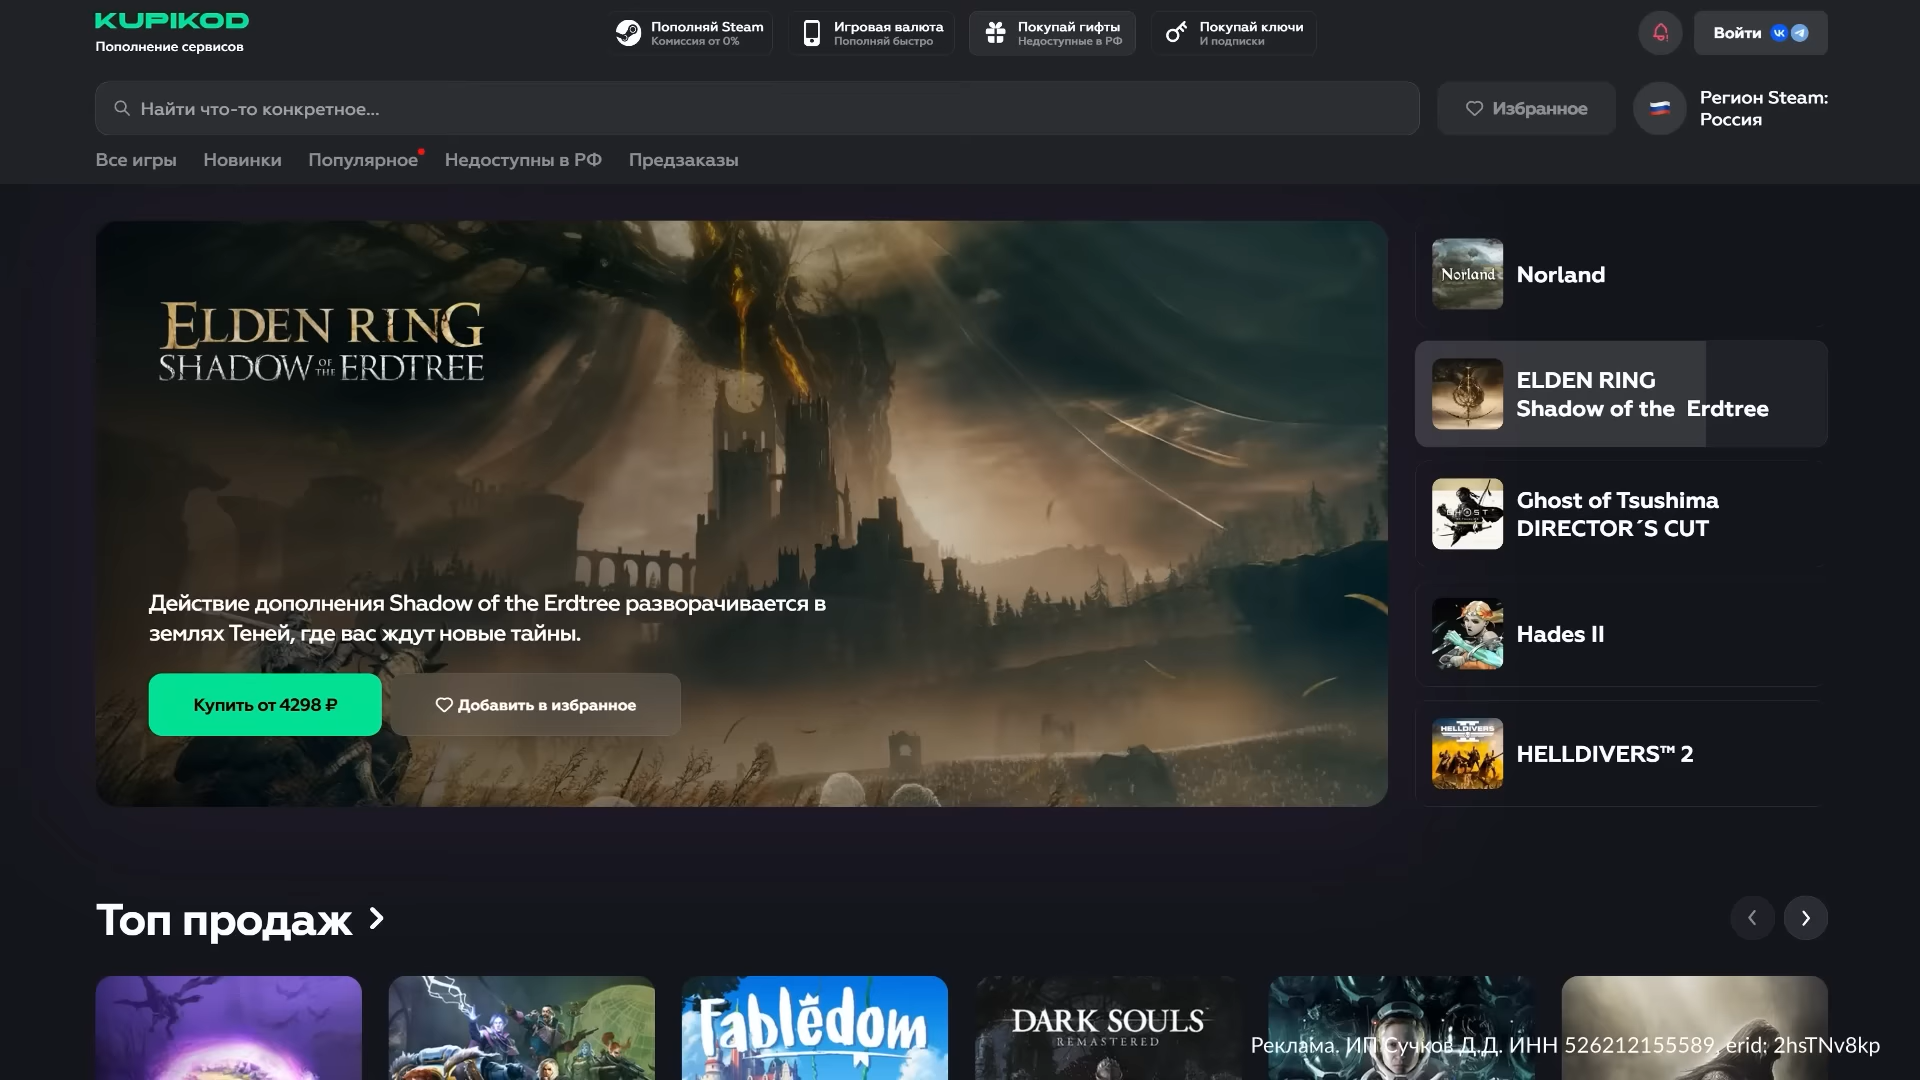 KUPIKOD
Пополнение сервисов
Пополняй Steam
Комиссия от 0%
Игровая валюта
Пополняй быстро
Покупай гифты
Недоступные в РФ
Покупай ключи
И подписки
Войти
Найти что-то конкретное...
Избранное
Регион Steam:
Россия
Все игры Новинки Популярное Недоступны в РФ Предзаказы
ELDEN RING
SHADOW OF THE ERDTREE
Действие дополнения Shadow of the Erdtree разворачивается в
землях Теней, где вас ждут новые тайны.
Купить от 4298 ₽
Добавить в избранное
Norland
Norland
ELDEN RING
Shadow of the Erdtree
GHOST
Ghost of Tsushima
DIRECTOR´S CUT
Hades II
HELLDIVERS
HELLDIVERS™ 2
Топ продаж
Fabledom
DARK SOULS
REMASTERED
Реклама. ИП Сучков Д.Д. ИНН 526212155589, erid: 2hsTNv8kp